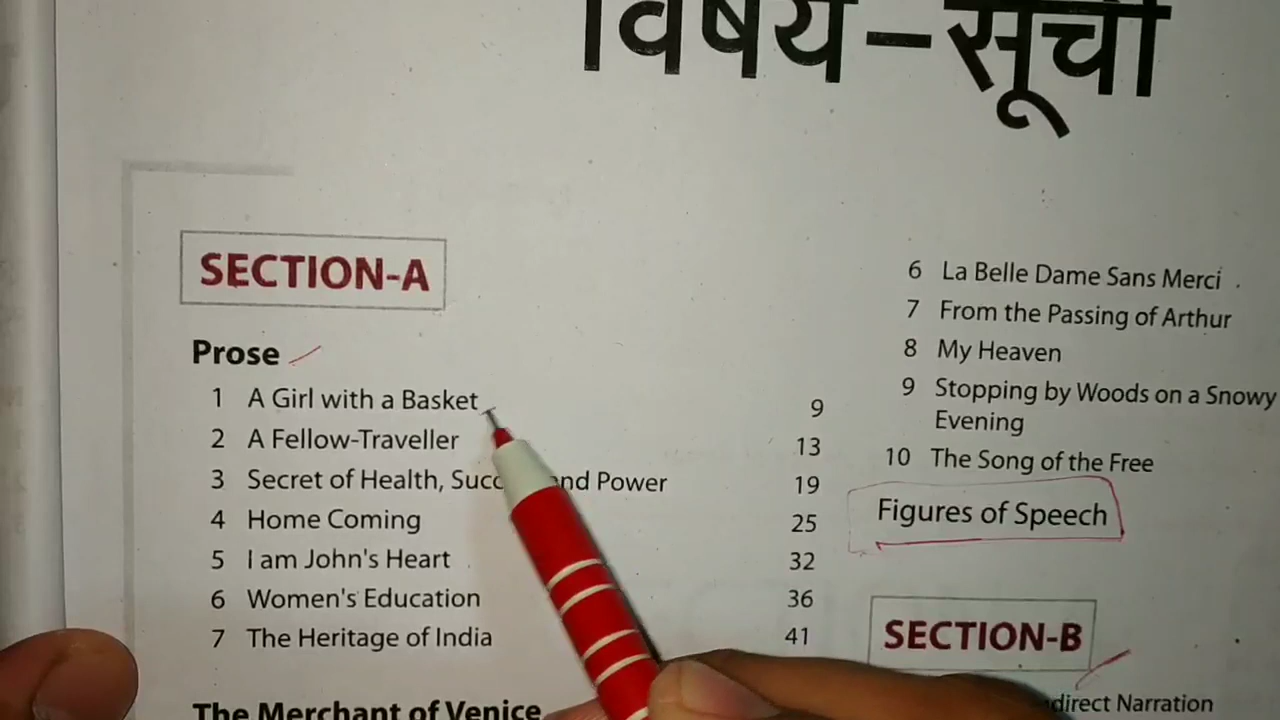 विषय-सूची
SECTION-A
Prose
1 A Girl with a Basket 9
2 A Fellow-Traveller 13
3 Secret of Health, and Power 19
4 Home Coming 25
5 I am John's Heart 32
6 Women's Education 36
7 The Heritage of India 41
The Merchant of Venice
6 La Belle Dame Sans Merci
7 From the Passing of Arthur
8 My Heaven
9 Stopping by Woods on a Snowy
Evening
10 The Song of the Free
Figures of Speech
SECTION-B
Narration